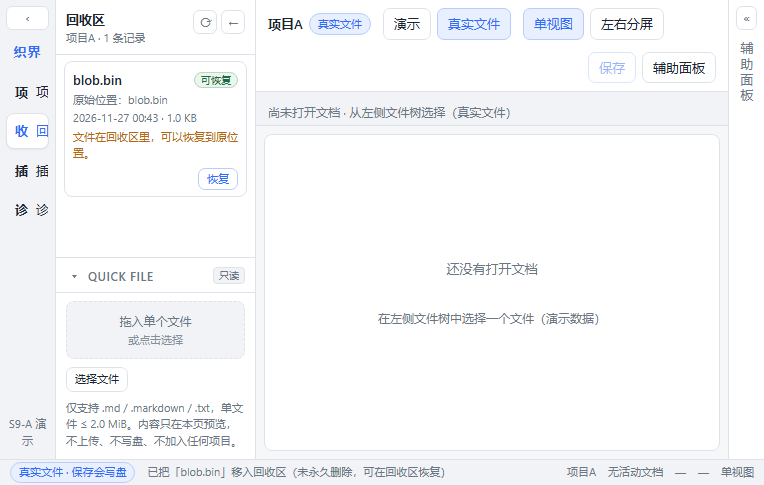 ‹
织界
项 项
收 回
插 插
诊 诊
S9-A 演
示
回收区
项目A · 1 条记录
←
blob.bin
可恢复
原始位置：blob.bin
2026-11-27 00:43 · 1.0 KB
文件在回收区里，可以恢复到原位
置。
恢复
QUICK FILE
只读
拖入单个文件
或点击选择
选择文件
仅支持 .md / .markdown / .txt，单文
件 ≤ 2.0 MiB。内容只在本页预览，
不上传、不写盘、不加入任何项目。
项目A 真实文件 演示 真实文件 单视图 左右分屏
保存 辅助面板
尚未打开文档 · 从左侧文件树选择（真实文件）
还没有打开文档
在左侧文件树中选择一个文件（演示数据）
«
辅助面板
真实文件 · 保存会写盘 已把「blob.bin」移入回收区（未永久删除，可在回收区恢复） 项目A 无活动文档 — — 单视图